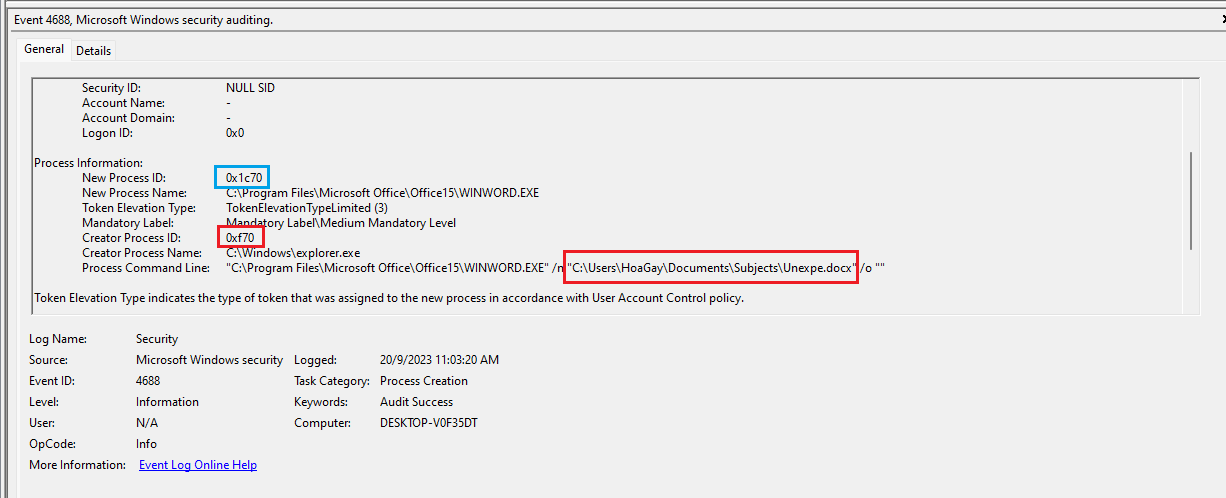 Event 4688, Microsoft Windows security auditing.
General Details
Security ID: NULL SID
Account Name: -
Account Domain: -
Logon ID: 0x0
Process Information:
New Process ID: 0x1c70
New Process Name: C:\Program Files\Microsoft Office\Office15\WINWORD.EXE
Token Elevation Type: TokenElevationTypeLimited (3)
Mandatory Label: Mandatory Label\Medium Mandatory Level
Creator Process ID: 0xf70
Creator Process Name: C:\Windows\explorer.exe
Process Command Line: "C:\Program Files\Microsoft Office\Office15\WINWORD.EXE" /n "C:\Users\HoaGay\Documents\Subjects\Unexpe.docx" /o ""
Token Elevation Type indicates the type of token that was assigned to the new process in accordance with User Account Control policy.
Log Name: Security
Source: Microsoft Windows security Logged: 20/9/2023 11:03:20 AM
Event ID: 4688 Task Category: Process Creation
Level: Information Keywords: Audit Success
User: N/A Computer: DESKTOP-V0F35DT
OpCode: Info
More Information: Event Log Online Help